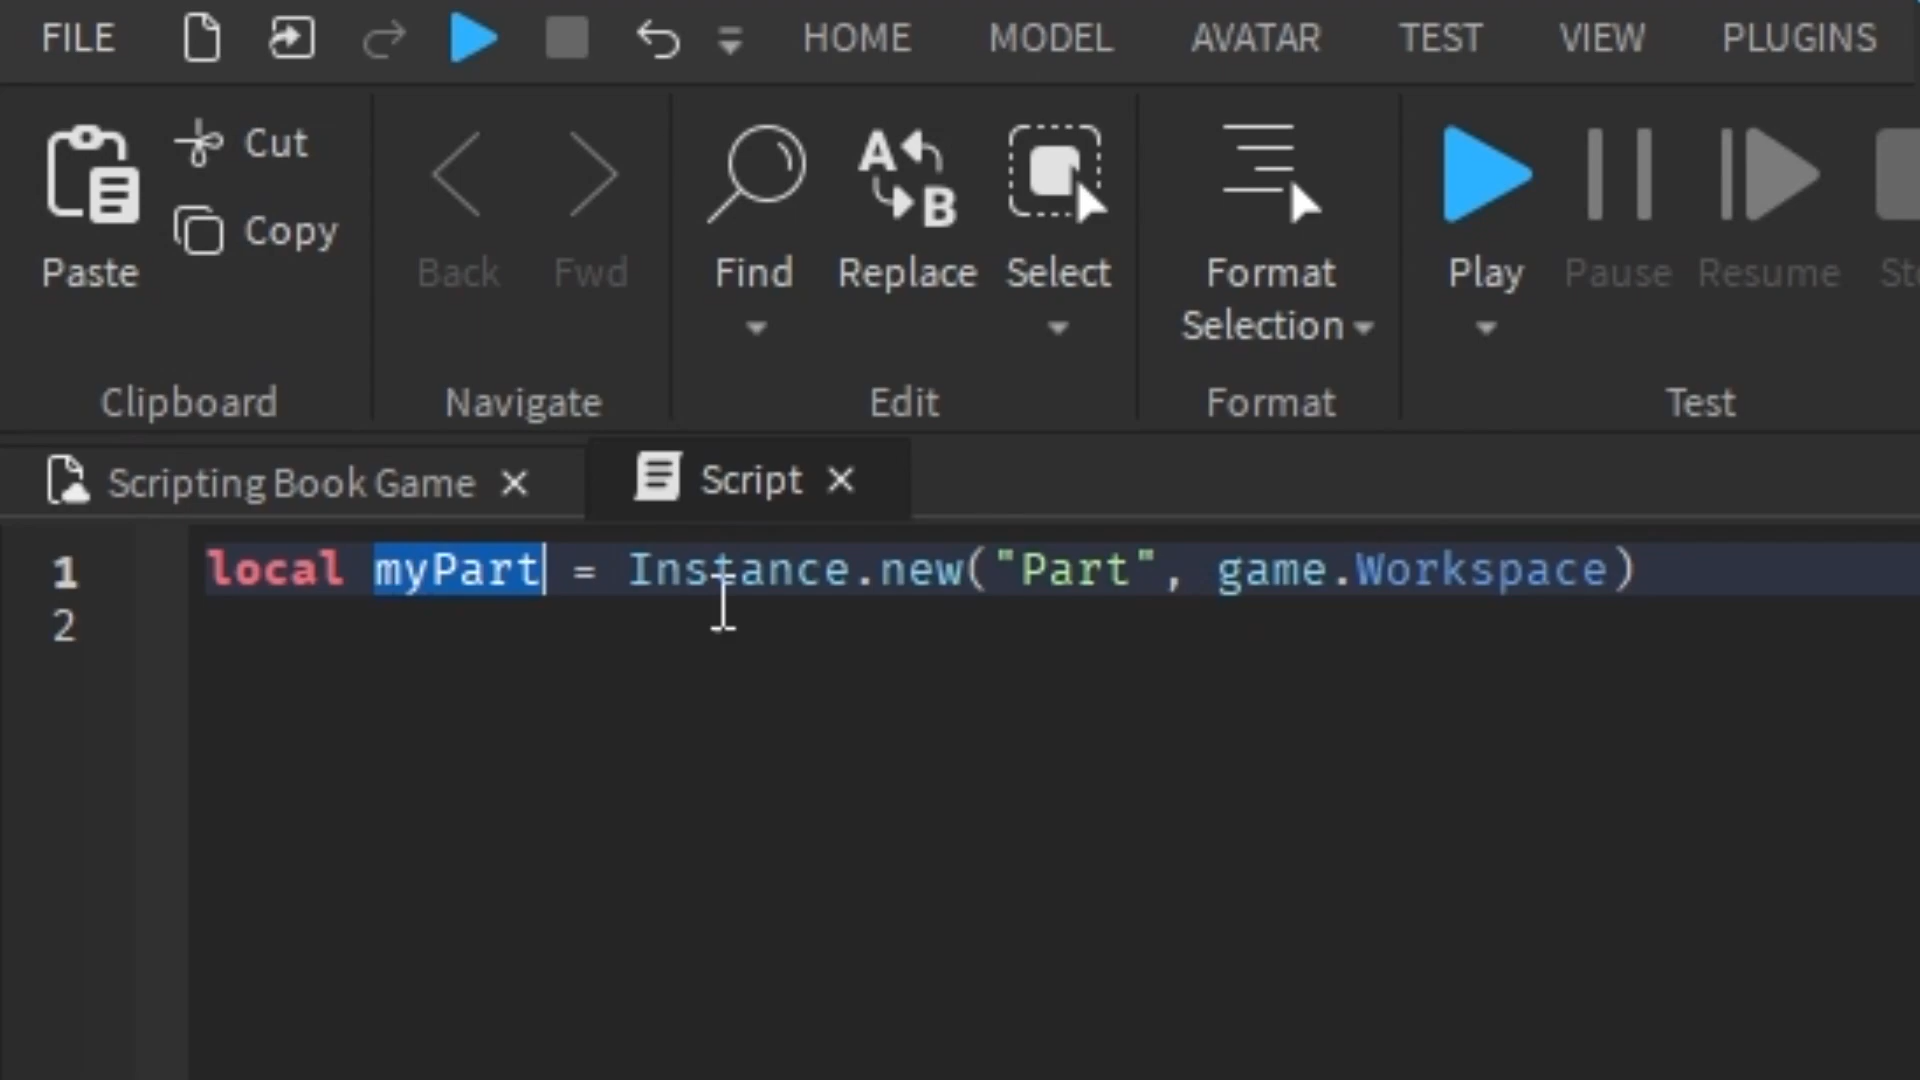 FILE HOME MODEL AVATAR TEST VIEW PLUGINS
Cut
Copy
Paste Back Fwd Find Replace Select Format Play Pause Resume
Selection
Clipboard Navigate Edit Format Test
Scripting Book Game Script
1 local myPart = Instance.new("Part", game.Workspace)
2